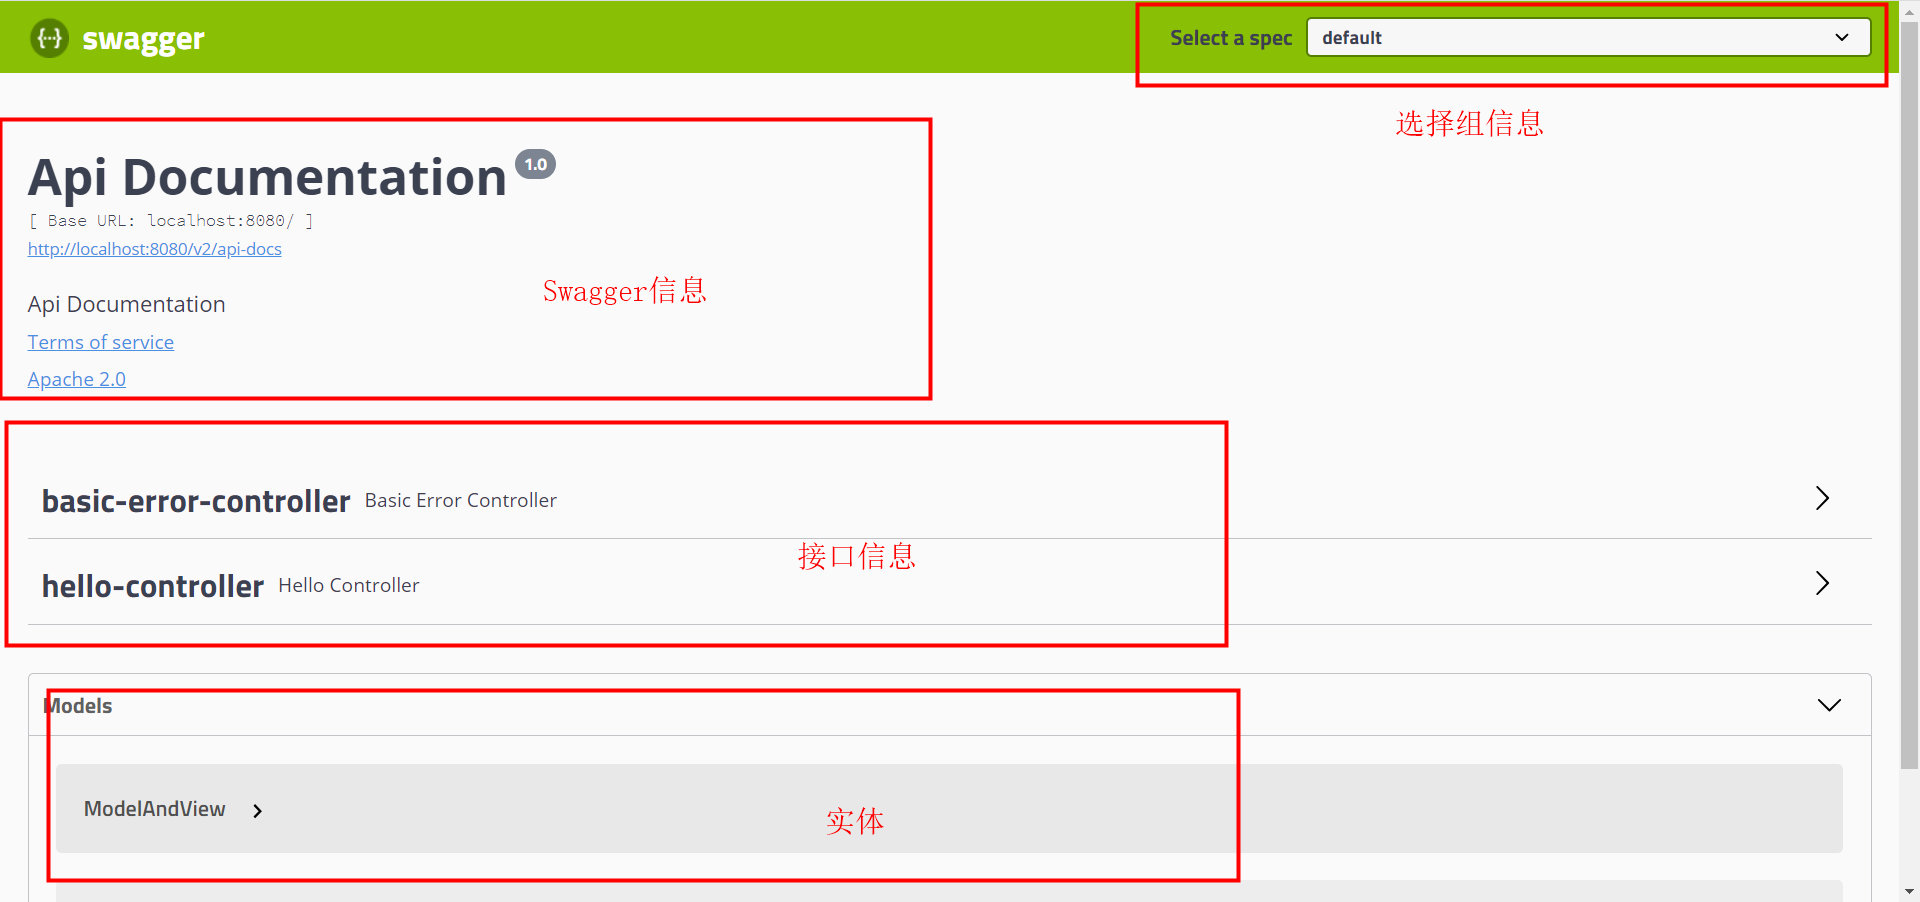 swagger
Select a spec
default
选择组信息
Api Documentation 1.0
[ Base URL: localhost:8080/ ]
http://localhost:8080/v2/api-docs
Swagger信息
Api Documentation
Terms of service
Apache 2.0
basic-error-controller Basic Error Controller
接口信息
hello-controller Hello Controller
Models
ModelAndView
实体